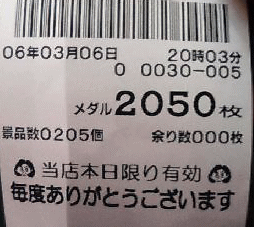 06年03月06日 20時03分
0 0030-005
メダル2050枚
景品数0205個 余り数000枚
当店本日限り有効
毎度ありがとうございます